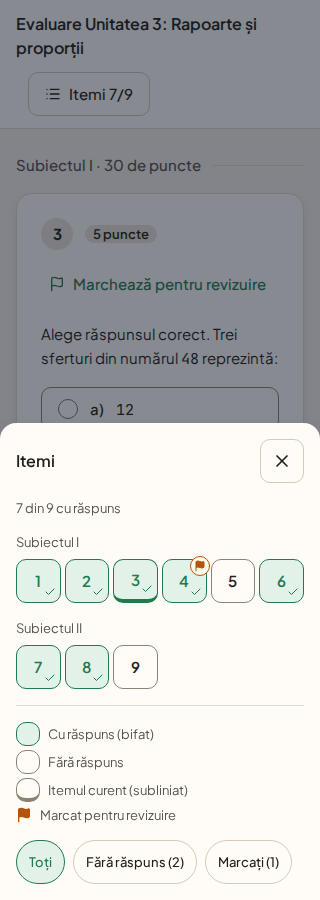 Evaluare Unitatea 3: Rapoarte și
proporții
Itemi 7/9
Subiectul I · 30 de puncte
3 5 puncte
Marchează pentru revizuire
Alege răspunsul corect. Trei
sferturi din numărul 48 reprezintă:
a) 12
Itemi
7 din 9 cu răspuns
Subiectul I
1 2 3 4 5 6
Subiectul II
7 8 9
Cu răspuns (bifat)
Fără răspuns
Itemul curent (subliniat)
Marcat pentru revizuire
Toți Fără răspuns (2) Marcați (1)